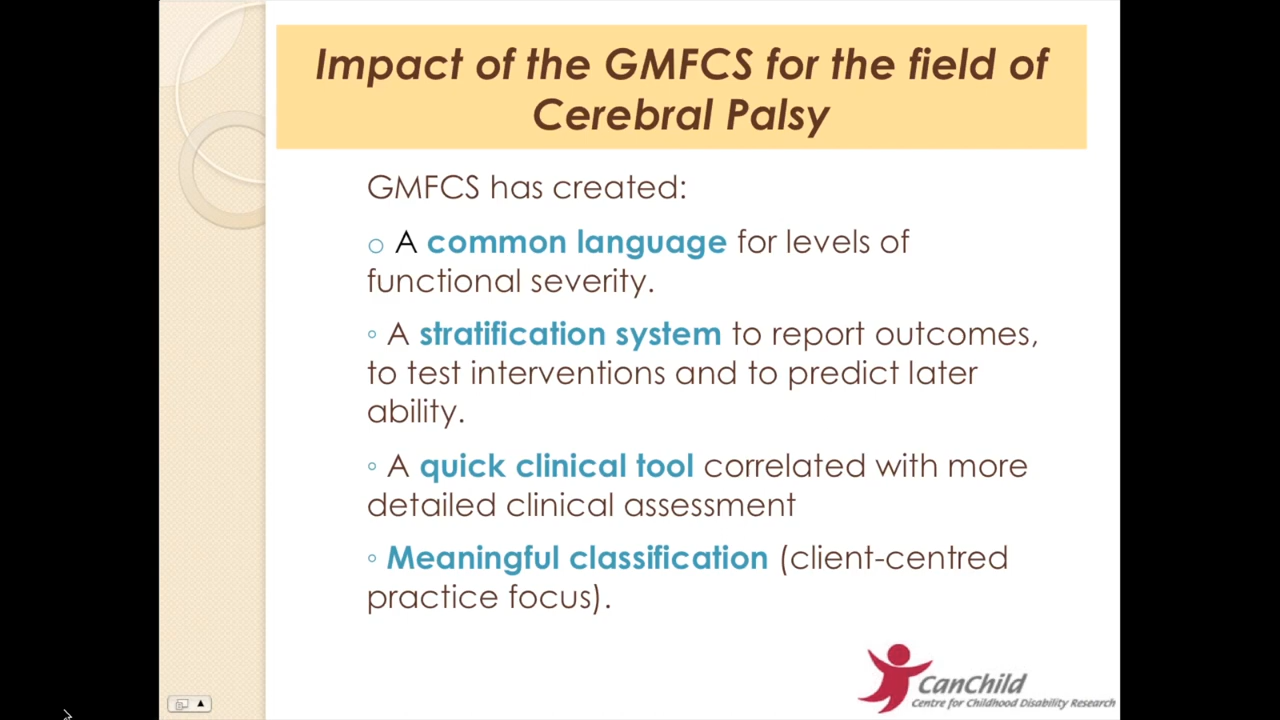 Impact of the GMFCS for the field of
Cerebral Palsy
GMFCS has created:
○ A common language for levels of
functional severity.
◦ A stratification system to report outcomes,
to test interventions and to predict later
ability.
◦ A quick clinical tool correlated with more
detailed clinical assessment
◦ Meaningful classification (client-centred
practice focus).
CanChild
Centre for Childhood Disability Research